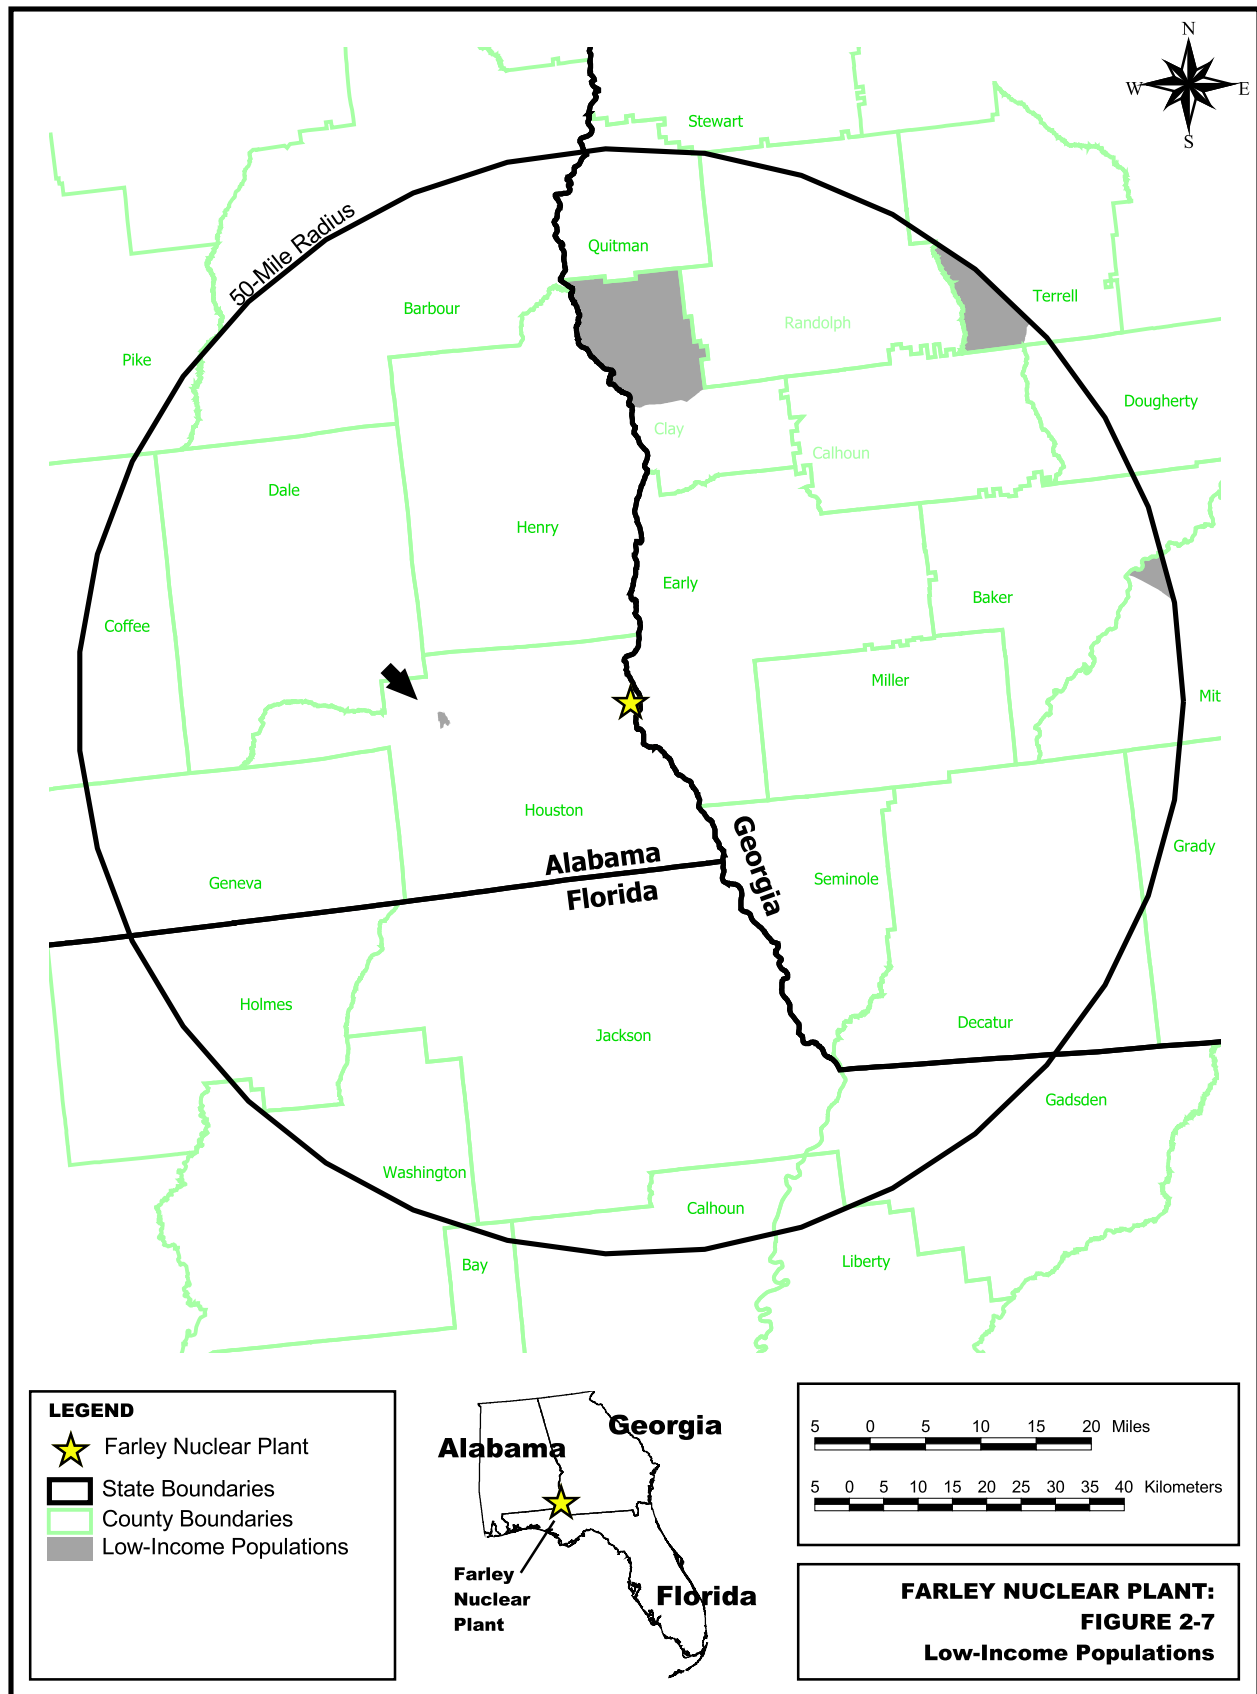 N
W
E
S
Stewart
50-Mile Radius
Quitman
Barbour
Terrell
Randolph
Pike
Dougherty
Clay
Calhoun
Dale
Henry
Early
Baker
Coffee
Miller
Mit
Houston
Georgia
Alabama
Florida
Grady
Seminole
Geneva
Holmes
Decatur
Jackson
Gadsden
Washington
Calhoun
Liberty
Bay
LEGEND
Farley Nuclear Plant
State Boundaries
County Boundaries
Low-Income Populations
Georgia
Alabama
Farley
Nuclear
Plant
Florida
5 0 5 10 15 20 Miles
5 0 5 10 15 20 25 30 35 40 Kilometers
FARLEY NUCLEAR PLANT:
FIGURE 2-7
Low-Income Populations